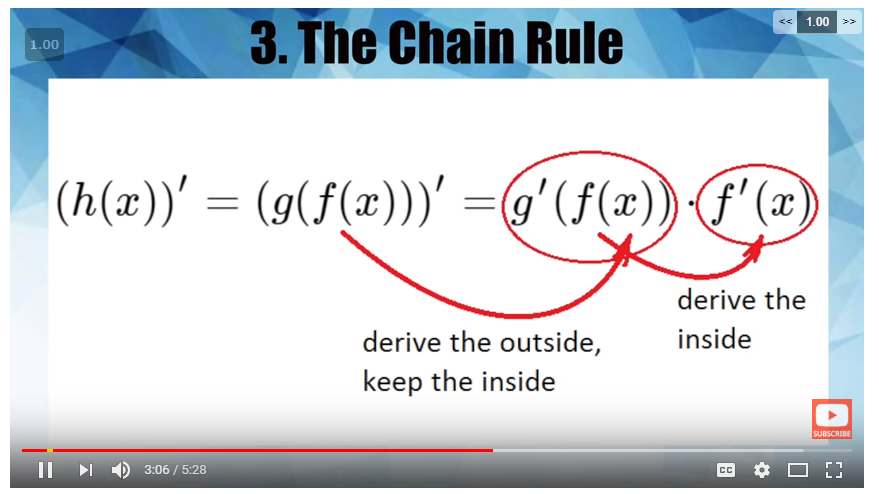 1.00
<< 1.00 >>
3. The Chain Rule
(h(x))′ = (g(f(x)))′ = g′(f(x)) · f′(x)
derive the outside,
keep the inside
derive the
inside
SUBSCRIBE
3:06 / 5:28
CC